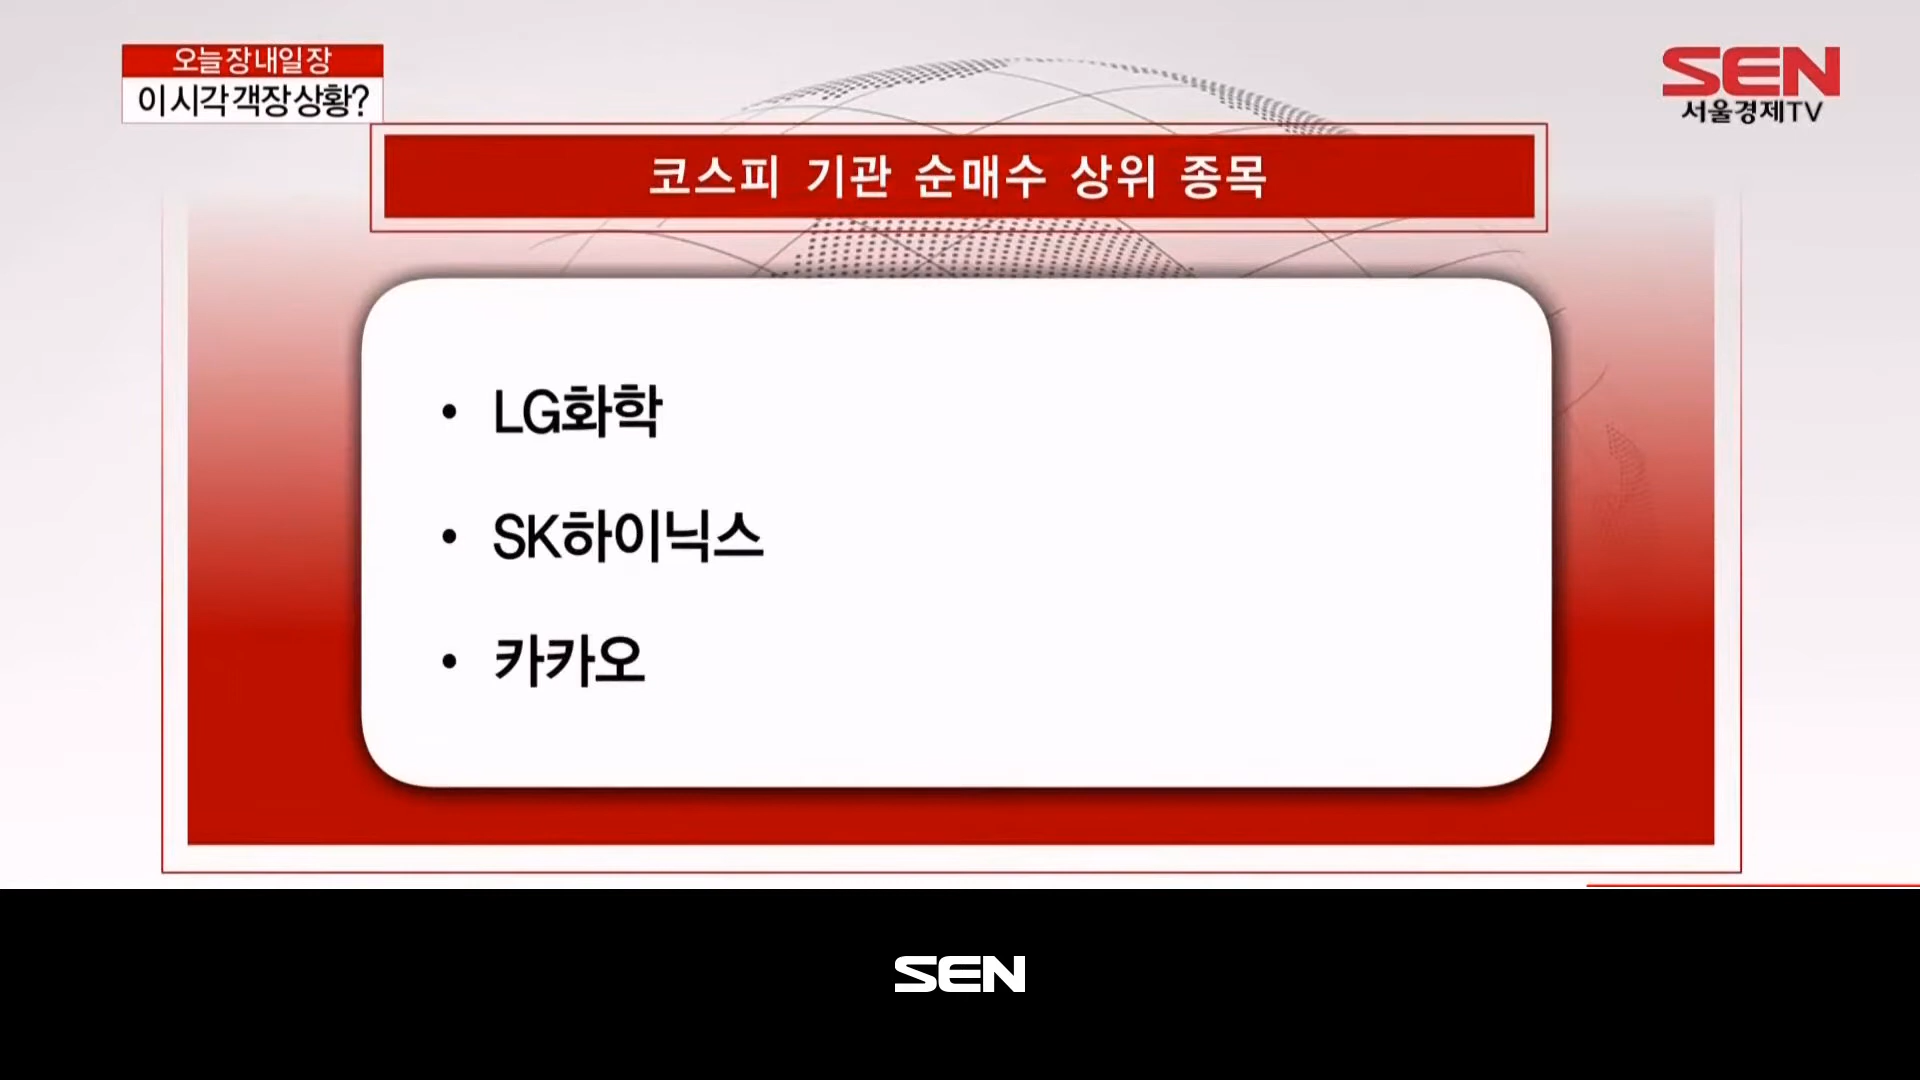 오늘장내일장
이 시각 객장 상황?
SEN
서울경제TV
코스피 기관 순매수 상위 종목
• LG화학
• SK하이닉스
• 카카오
SEN